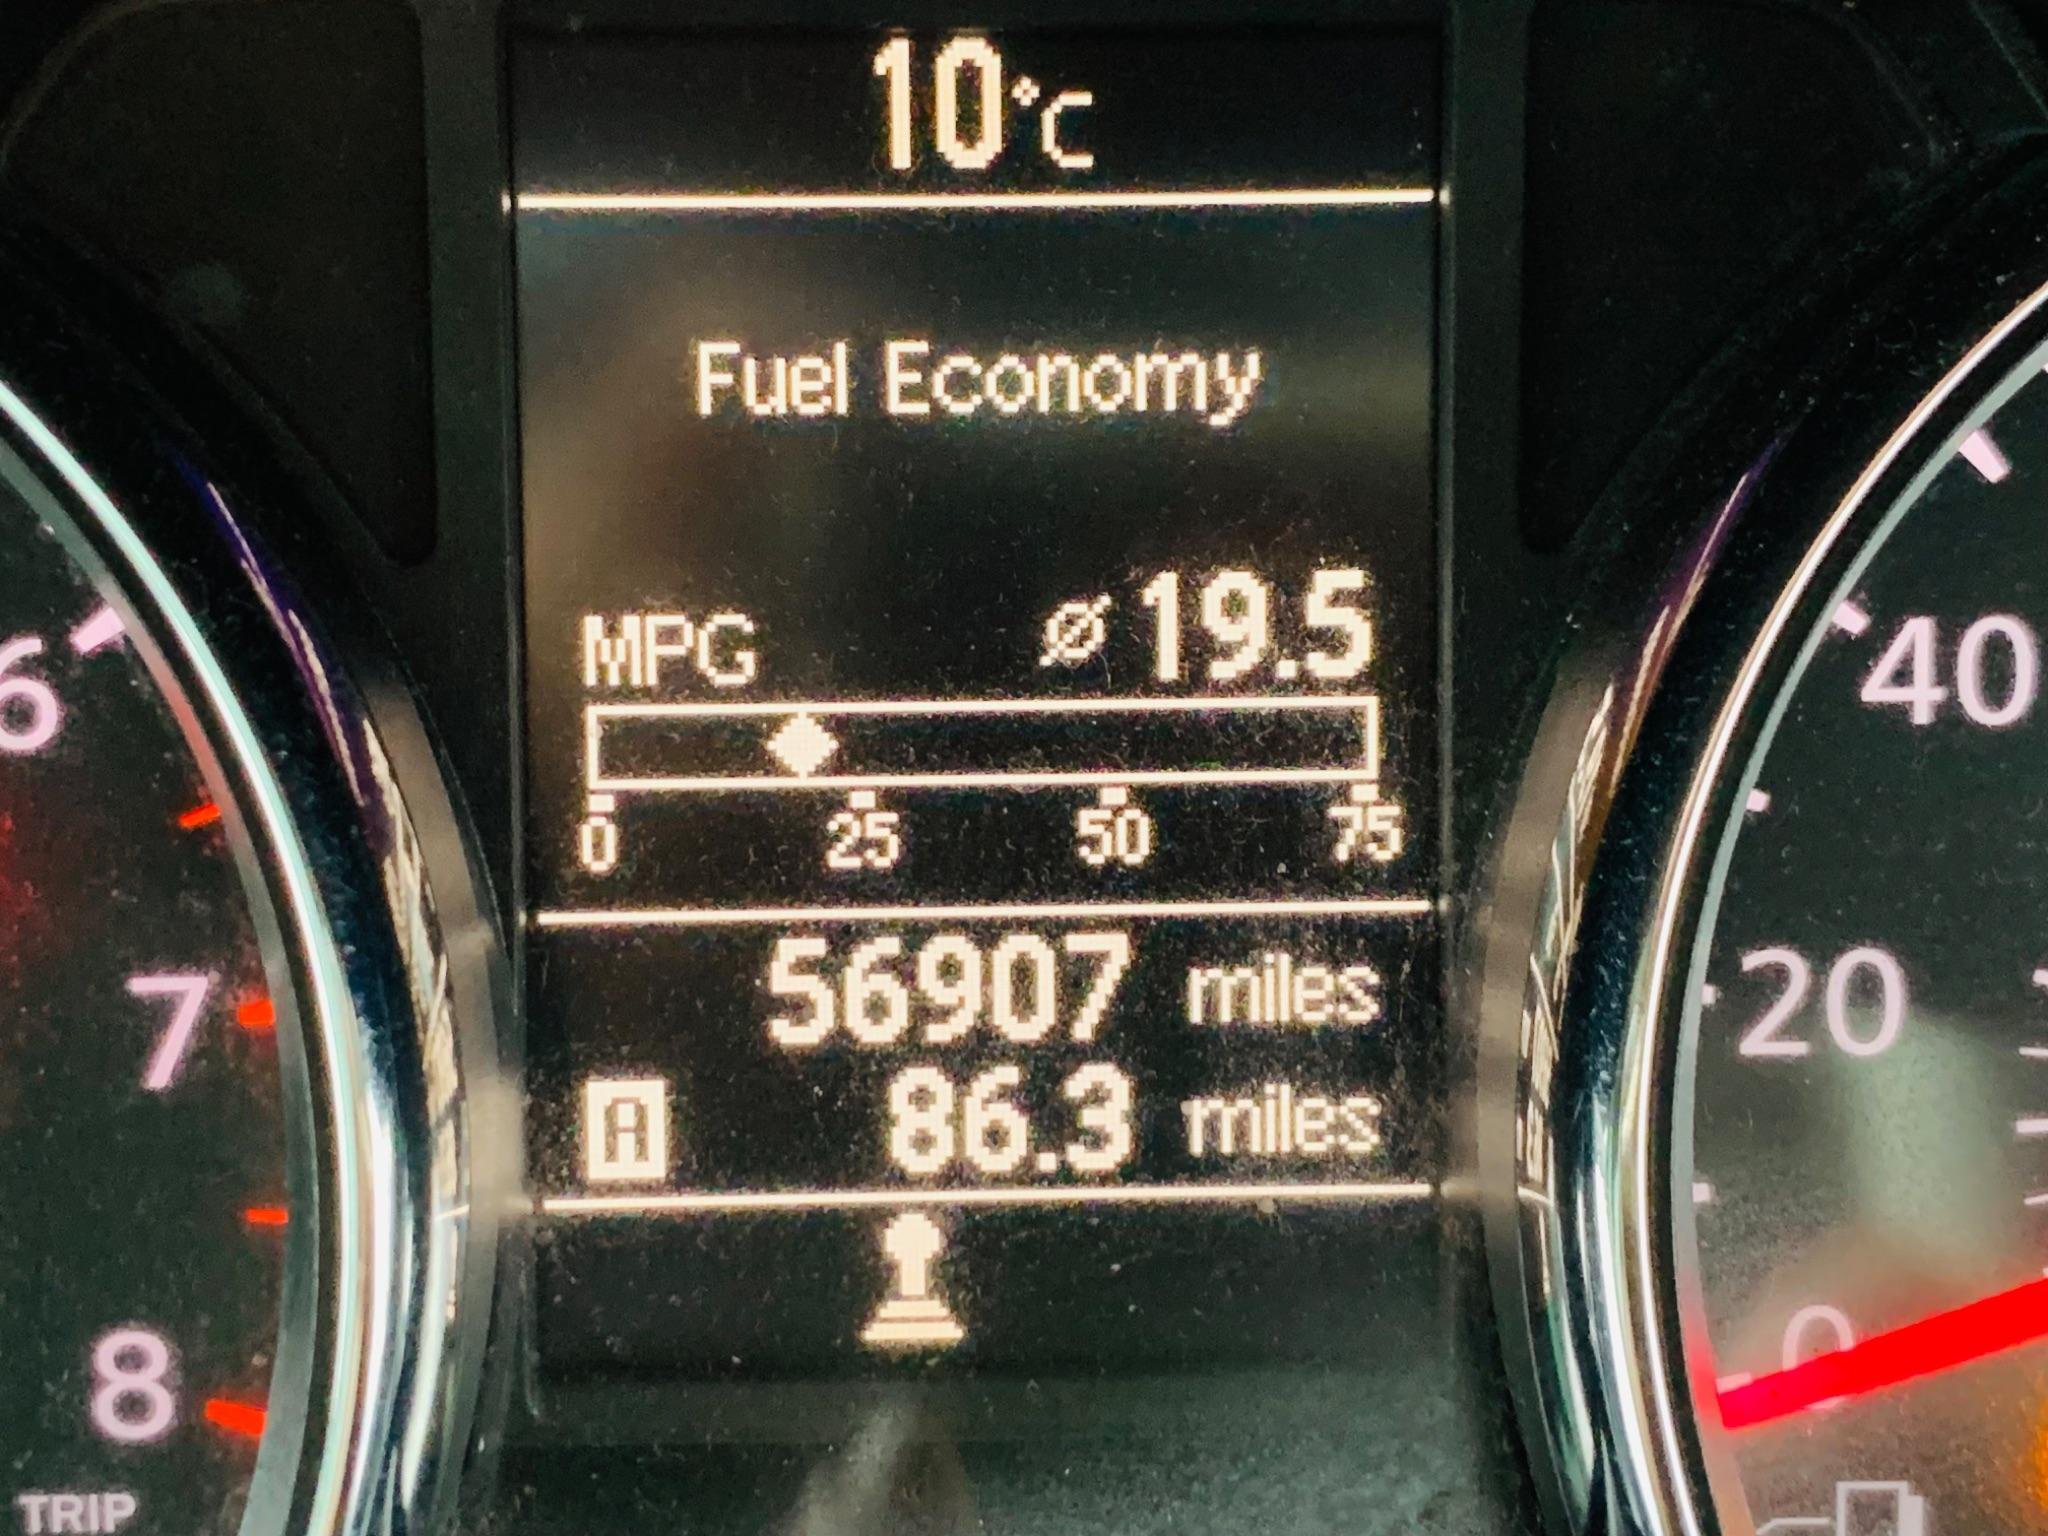 10°C
Fuel Economy
MPG ø 19.5
0 25 50 75
56907 miles
A 86.3 miles
6
7
8
TRIP
40
20
0